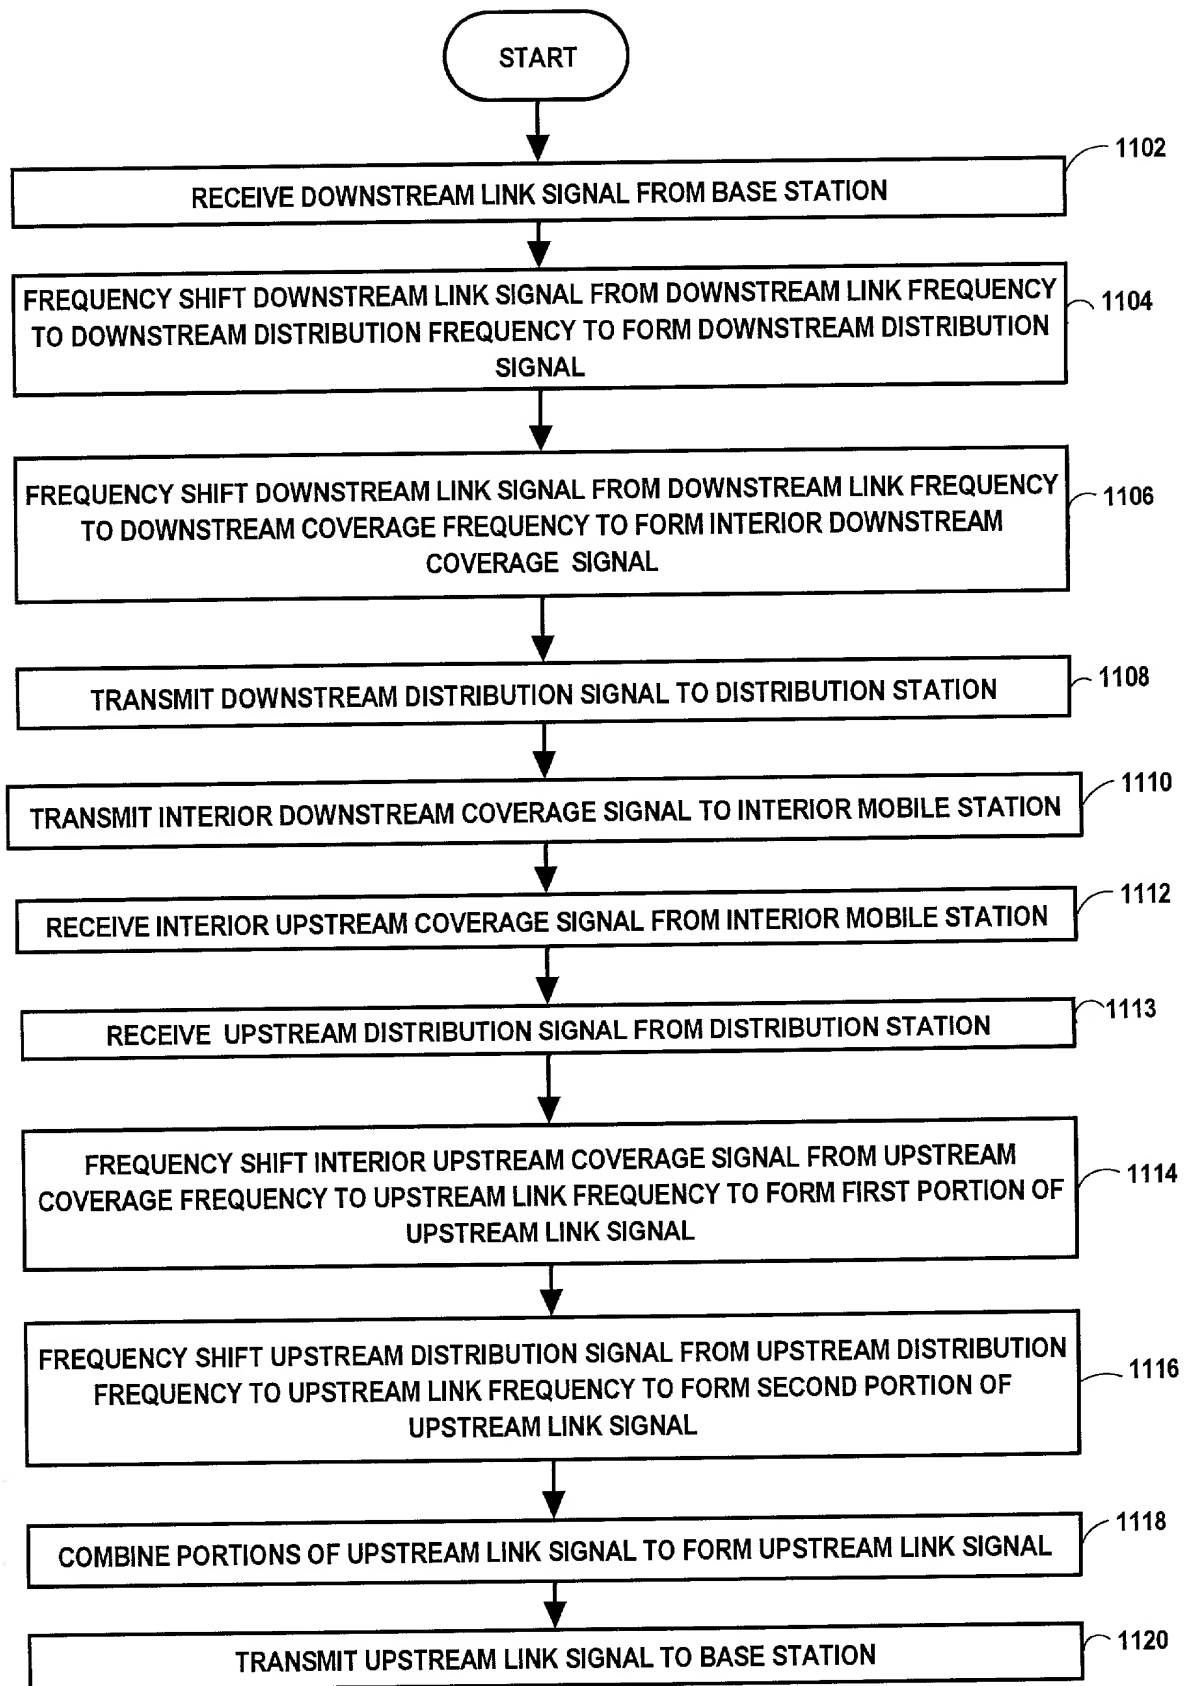 START
1102
RECEIVE DOWNSTREAM LINK SIGNAL FROM BASE STATION
FREQUENCY SHIFT DOWNSTREAM LINK SIGNAL FROM DOWNSTREAM LINK FREQUENCY
TO DOWNSTREAM DISTRIBUTION FREQUENCY TO FORM DOWNSTREAM DISTRIBUTION
SIGNAL
1104
FREQUENCY SHIFT DOWNSTREAM LINK SIGNAL FROM DOWNSTREAM LINK FREQUENCY
TO DOWNSTREAM COVERAGE FREQUENCY TO FORM INTERIOR DOWNSTREAM
COVERAGE SIGNAL
1106
TRANSMIT DOWNSTREAM DISTRIBUTION SIGNAL TO DISTRIBUTION STATION
1108
TRANSMIT INTERIOR DOWNSTREAM COVERAGE SIGNAL TO INTERIOR MOBILE STATION
1110
RECEIVE INTERIOR UPSTREAM COVERAGE SIGNAL FROM INTERIOR MOBILE STATION
1112
RECEIVE UPSTREAM DISTRIBUTION SIGNAL FROM DISTRIBUTION STATION
1113
FREQUENCY SHIFT INTERIOR UPSTREAM COVERAGE SIGNAL FROM UPSTREAM
COVERAGE FREQUENCY TO UPSTREAM LINK FREQUENCY TO FORM FIRST PORTION OF
UPSTREAM LINK SIGNAL
1114
FREQUENCY SHIFT UPSTREAM DISTRIBUTION SIGNAL FROM UPSTREAM DISTRIBUTION
FREQUENCY TO UPSTREAM LINK FREQUENCY TO FORM SECOND PORTION OF
UPSTREAM LINK SIGNAL
1116
COMBINE PORTIONS OF UPSTREAM LINK SIGNAL TO FORM UPSTREAM LINK SIGNAL
1118
TRANSMIT UPSTREAM LINK SIGNAL TO BASE STATION
1120